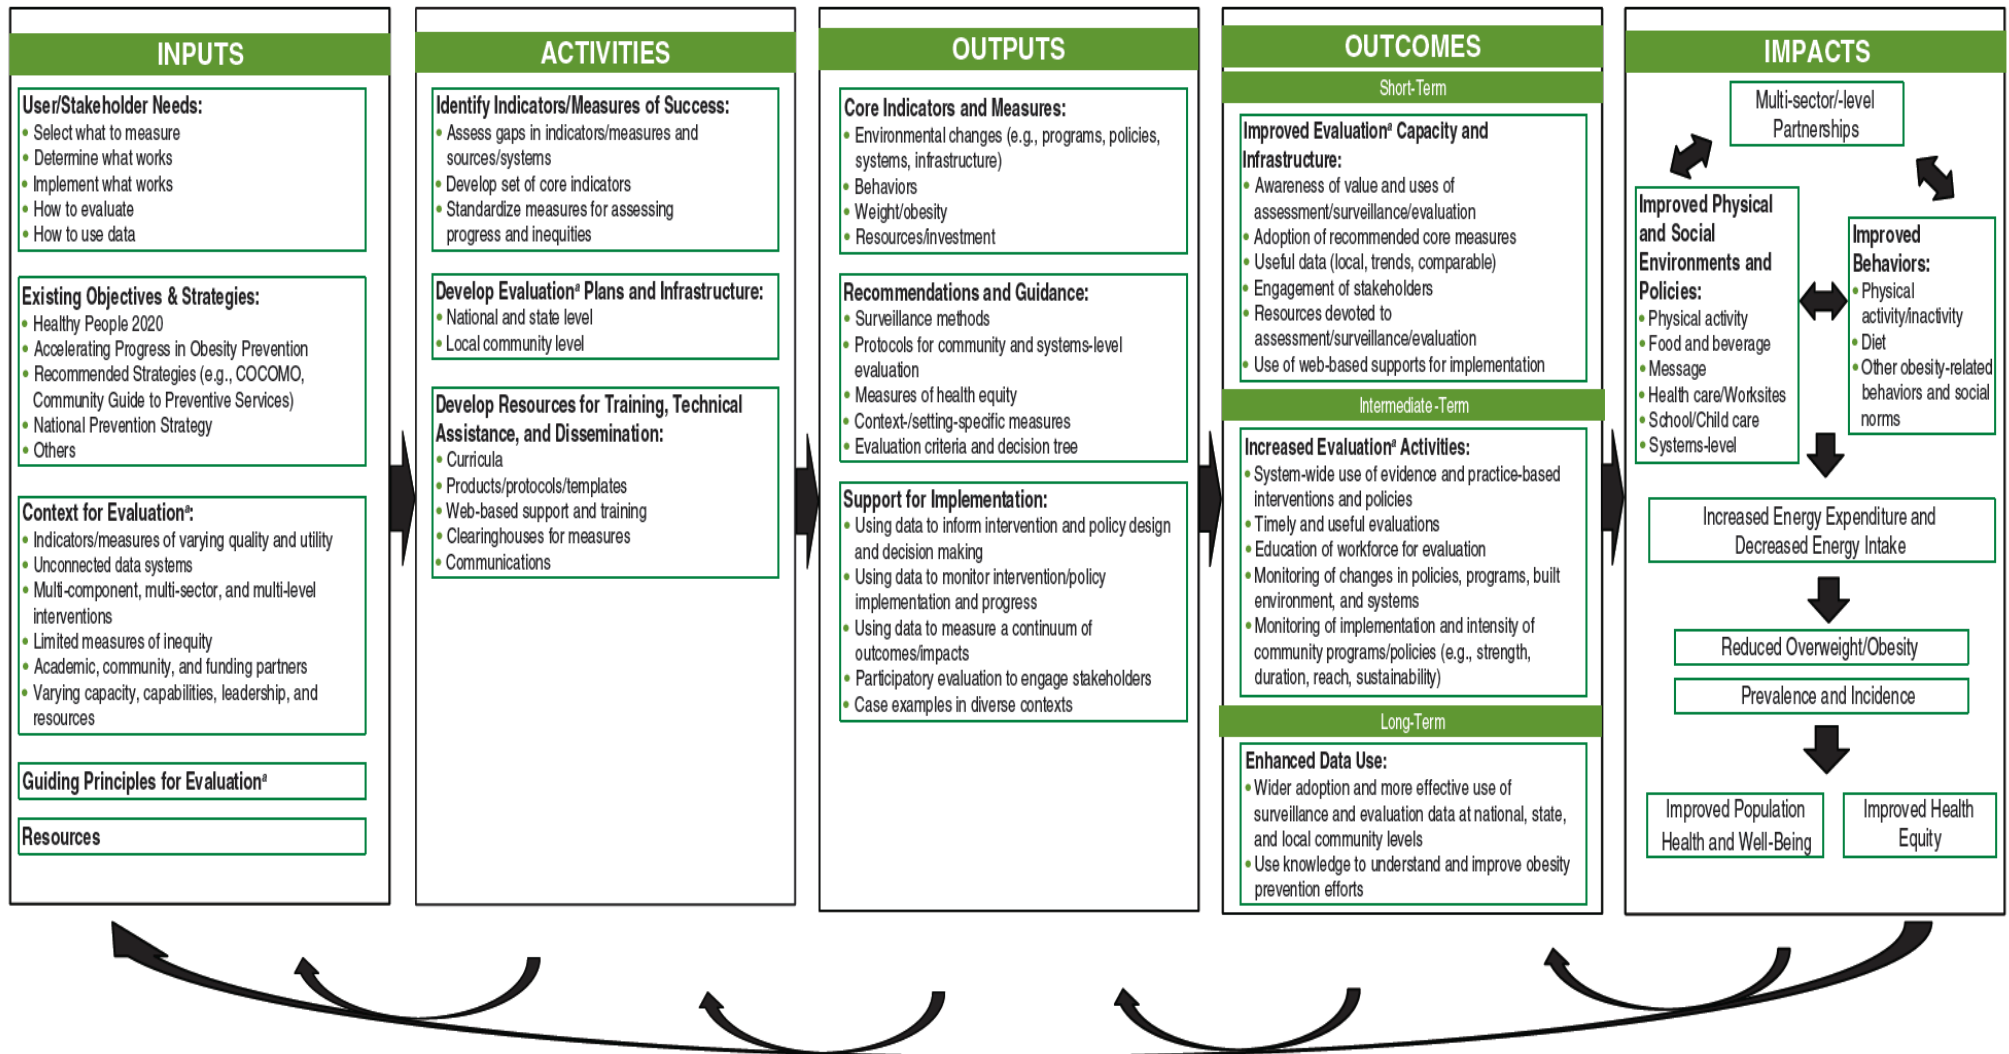 INPUTS
User/Stakeholder Needs:
• Select what to measure
• Determine what works
• Implement what works
• How to evaluate
• How to use data
Existing Objectives & Strategies:
• Healthy People 2020
• Accelerating Progress in Obesity Prevention
• Recommended Strategies (e.g., COCOMO,
Community Guide to Preventive Services)
• National Prevention Strategy
• Others
Context for Evaluationᵃ:
• Indicators/measures of varying quality and utility
• Unconnected data systems
• Multi-component, multi-sector, and multi-level
interventions
• Limited measures of inequity
• Academic, community, and funding partners
• Varying capacity, capabilities, leadership, and
resources
Guiding Principles for Evaluationᵃ
Resources
ACTIVITIES
Identify Indicators/Measures of Success:
• Assess gaps in indicators/measures and
sources/systems
• Develop set of core indicators
• Standardize measures for assessing
progress and inequities
Develop Evaluationᵃ Plans and Infrastructure:
• National and state level
• Local community level
Develop Resources for Training, Technical
Assistance, and Dissemination:
• Curricula
• Products/protocols/templates
• Web-based support and training
• Clearinghouses for measures
• Communications
OUTPUTS
Core Indicators and Measures:
• Environmental changes (e.g., programs, policies,
systems, infrastructure)
• Behaviors
• Weight/obesity
• Resources/investment
Recommendations and Guidance:
• Surveillance methods
• Protocols for community and systems-level
evaluation
• Measures of health equity
• Context-/setting-specific measures
• Evaluation criteria and decision tree
Support for Implementation:
• Using data to inform intervention and policy design
and decision making
• Using data to monitor intervention/policy
implementation and progress
• Using data to measure a continuum of
outcomes/impacts
• Participatory evaluation to engage stakeholders
• Case examples in diverse contexts
OUTCOMES
Short-Term
Improved Evaluationᵃ Capacity and
Infrastructure:
• Awareness of value and uses of
assessment/surveillance/evaluation
• Adoption of recommended core measures
• Useful data (local, trends, comparable)
• Engagement of stakeholders
• Resources devoted to
assessment/surveillance/evaluation
• Use of web-based supports for implementation
Intermediate-Term
Increased Evaluationᵃ Activities:
• System-wide use of evidence and practice-based
interventions and policies
• Timely and useful evaluations
• Education of workforce for evaluation
• Monitoring of changes in policies, programs, built
environment, and systems
• Monitoring of implementation and intensity of
community programs/policies (e.g., strength,
duration, reach, sustainability)
Long-Term
Enhanced Data Use:
• Wider adoption and more effective use of
surveillance and evaluation data at national, state,
and local community levels
• Use knowledge to understand and improve obesity
prevention efforts
IMPACTS
Multi-sector/-level
Partnerships
Improved Physical
and Social
Environments and
Policies:
• Physical activity
• Food and beverage
• Message
• Health care/Worksites
• School/Child care
• Systems-level
Improved
Behaviors:
• Physical
activity/inactivity
• Diet
• Other obesity-related
behaviors and social
norms
Increased Energy Expenditure and
Decreased Energy Intake
Reduced Overweight/Obesity
Prevalence and Incidence
Improved Population
Health and Well-Being
Improved Health
Equity